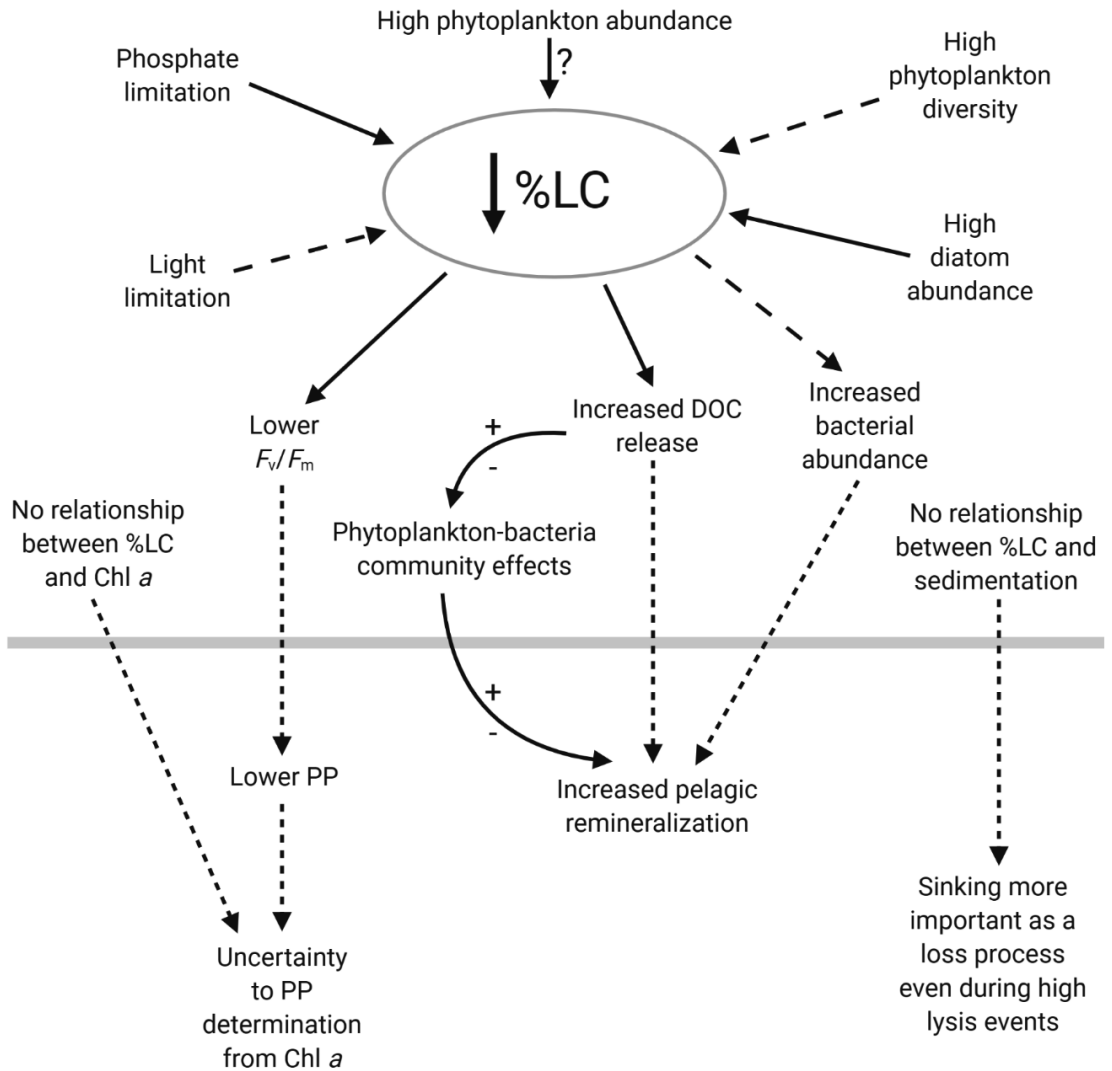 High phytoplankton abundance
?
Phosphate
limitation
High
phytoplankton
diversity
%LC
Light
limitation
High
diatom
abundance
Lower
Fv/Fm
Increased DOC
release
Increased
bacterial
abundance
+
-
No relationship
between %LC
and Chl a
Phytoplankton-bacteria
community effects
No relationship
between %LC and
sedimentation
+
-
Lower PP
Increased pelagic
remineralization
Uncertainty
to PP
determination
from Chl a
Sinking more
important as a
loss process
even during high
lysis events